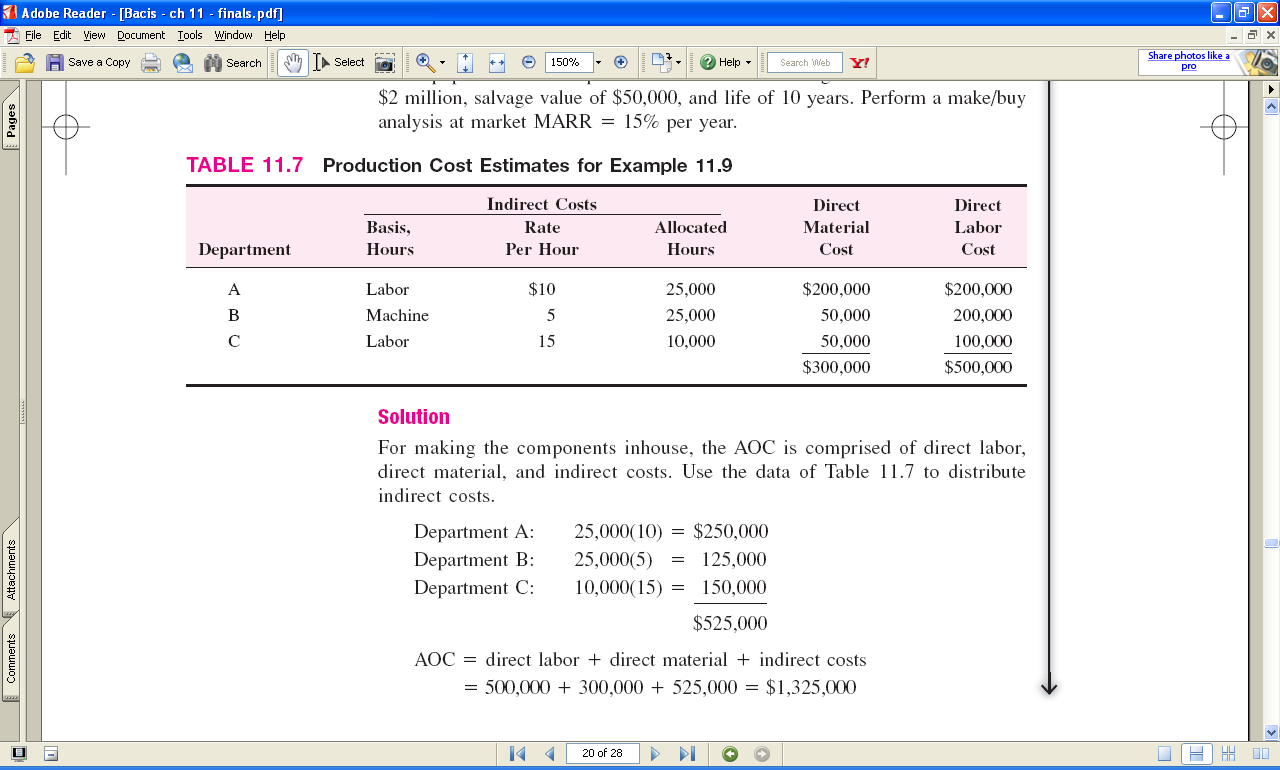 Adobe Reader - [Bacis - ch 11 - finals.pdf]
File Edit View Document Tools Window Help
Save a Copy Search Select 150% Help Search Web Y!
Share photos like a
pro
Pages
Attachments
Comments
$2 million, salvage value of $50,000, and life of 10 years. Perform a make/buy
analysis at market MARR = 15% per year.
TABLE 11.7 Production Cost Estimates for Example 11.9
Indirect Costs Direct Direct
Basis, Rate Allocated Material Labor
Department Hours Per Hour Hours Cost Cost
A Labor $10 25,000 $200,000 $200,000
B Machine 5 25,000 50,000 200,000
C Labor 15 10,000 50,000 100,000
$300,000 $500,000
Solution
For making the components inhouse, the AOC is comprised of direct labor,
direct material, and indirect costs. Use the data of Table 11.7 to distribute
indirect costs.
Department A: 25,000(10) = $250,000
Department B: 25,000(5) = 125,000
Department C: 10,000(15) = 150,000
$525,000
AOC = direct labor + direct material + indirect costs
= 500,000 + 300,000 + 525,000 = $1,325,000
20 of 28